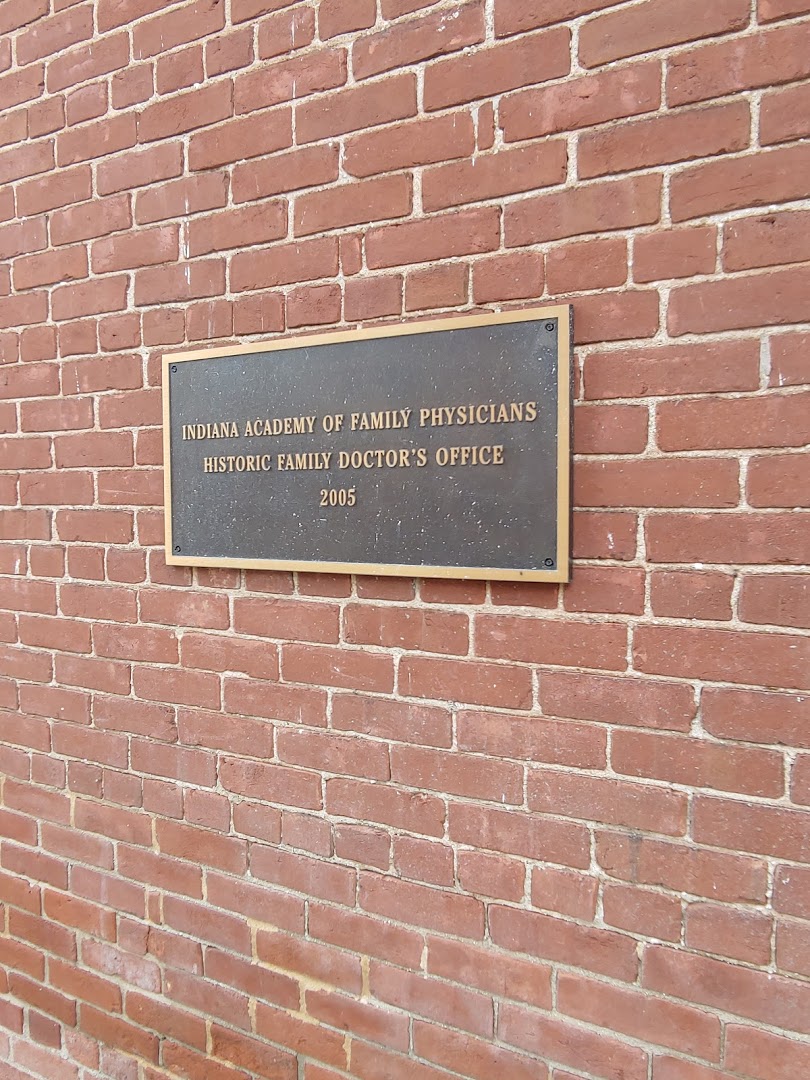 INDIANA ACADEMY OF FAMILY PHYSICIANS
HISTORIC FAMILY DOCTOR'S OFFICE
2005